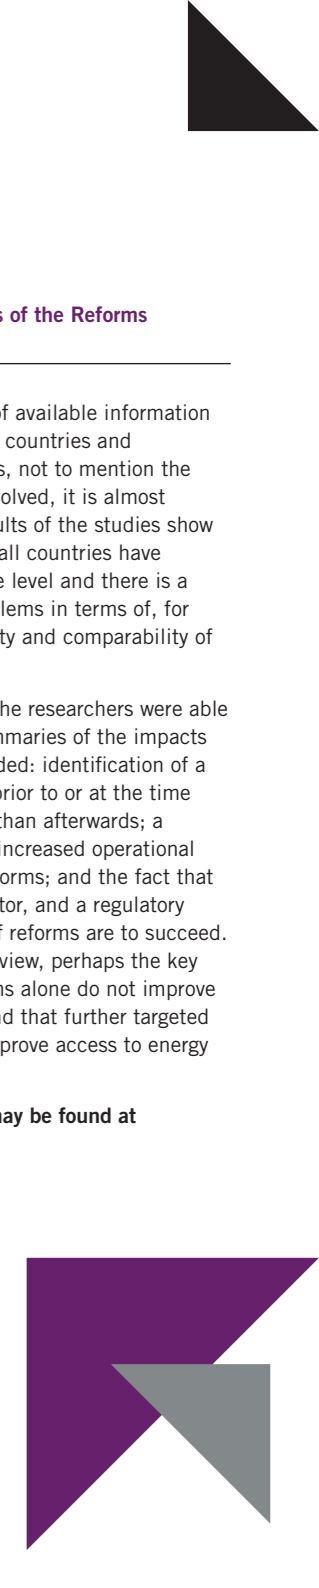 s of the Reforms
of available information
countries and
s, not to mention the
olved, it is almost
ults of the studies show
all countries have
e level and there is a
lems in terms of, for
ty and comparability of
he researchers were able
nmaries of the impacts
ded: identification of a
prior to or at the time
than afterwards; a
increased operational
orms; and the fact that
tor, and a regulatory
f reforms are to succeed.
view, perhaps the key
ns alone do not improve
nd that further targeted
prove access to energy
may be found at